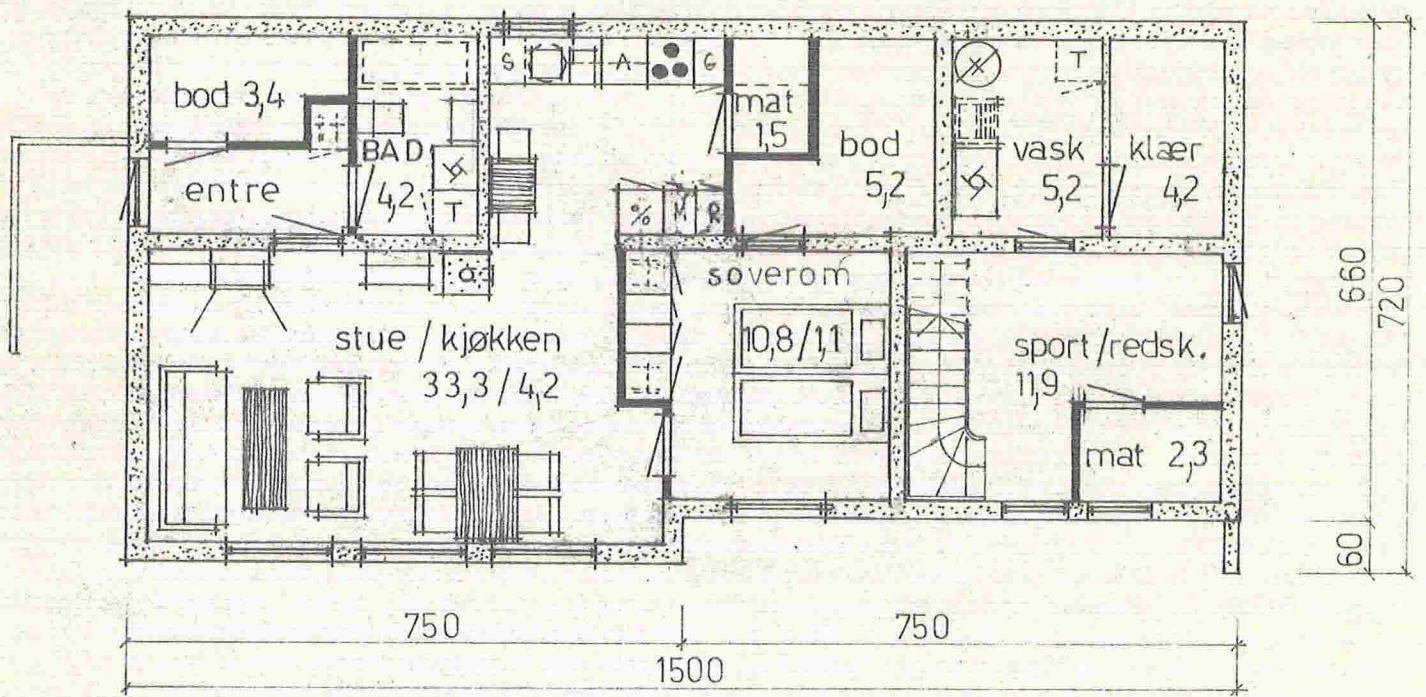 S A G
T
bod 3,4
mat
1,5
BAD
4,2
entre
bod
5,2
vask
5,2
klær
4,2
T
% M R
soverom
10,8/1,1
stue / kjøkken
33,3 / 4,2
sport/redsk.
11,9
mat 2,3
660
720
60
750
750
1500